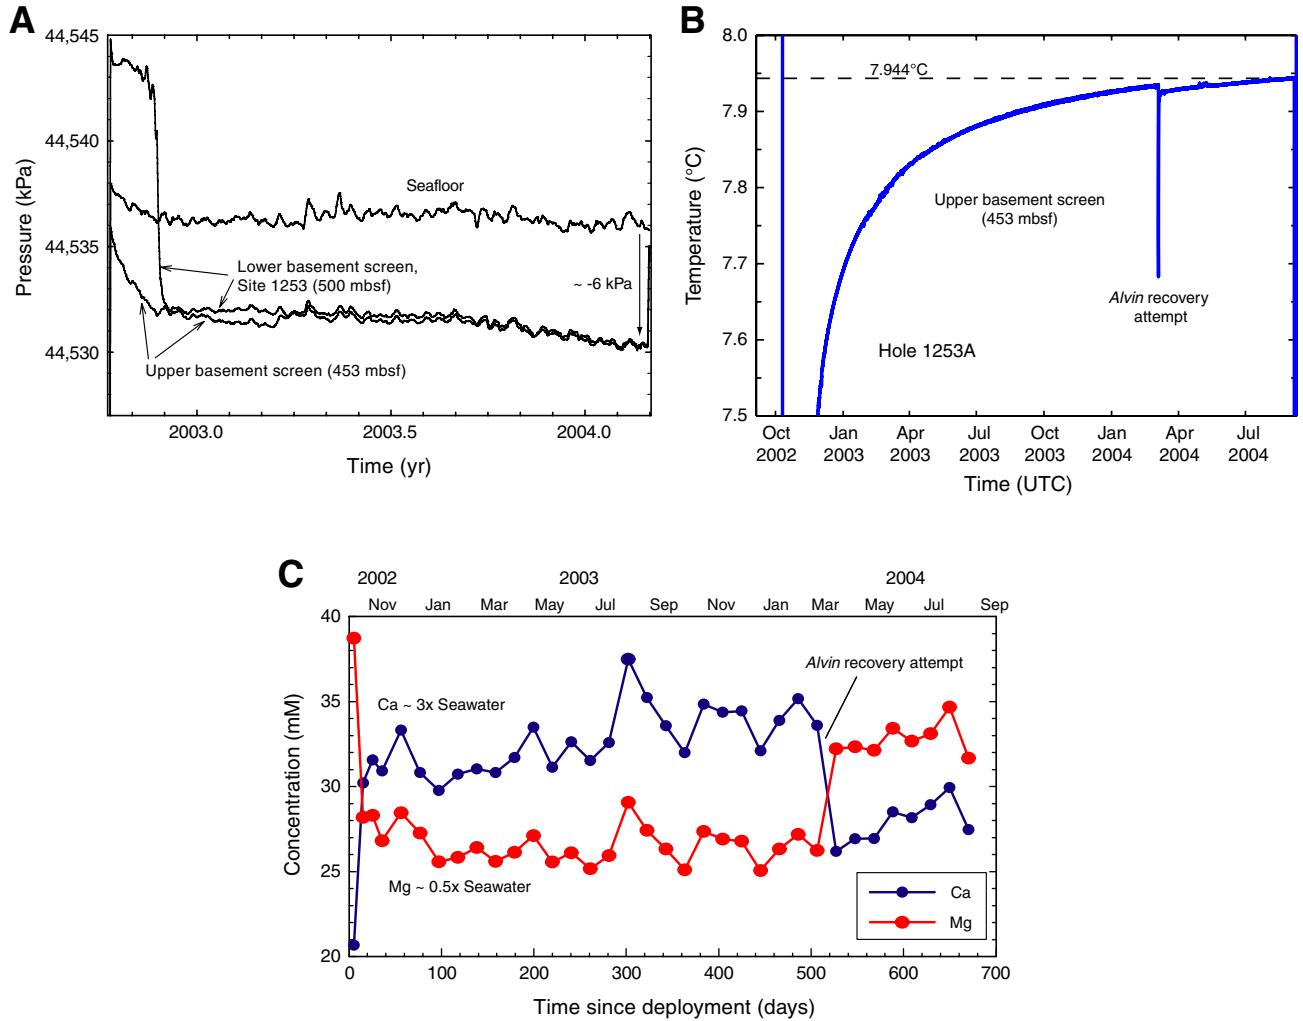 A
44,545
44,540
44,535
44,530
Pressure (kPa)
Seafloor
Lower basement screen,
Site 1253 (500 mbsf)
~ -6 kPa
Upper basement screen (453 mbsf)
2003.0 2003.5 2004.0
Time (yr)
B
8.0
7.9
7.8
7.7
7.6
7.5
Temperature (°C)
7.944°C
Upper basement screen
(453 mbsf)
Alvin recovery
attempt
Hole 1253A
Oct Jan Apr Jul Oct Jan Apr Jul
2002 2003 2003 2003 2003 2004 2004 2004
Time (UTC)
C
2002 2003 2004
Nov Jan Mar May Jul Sep Nov Jan Mar May Jul Sep
40
35
30
25
20
Concentration (mM)
Alvin recovery attempt
Ca ~ 3x Seawater
Mg ~ 0.5x Seawater
Ca
Mg
0 100 200 300 400 500 600 700
Time since deployment (days)